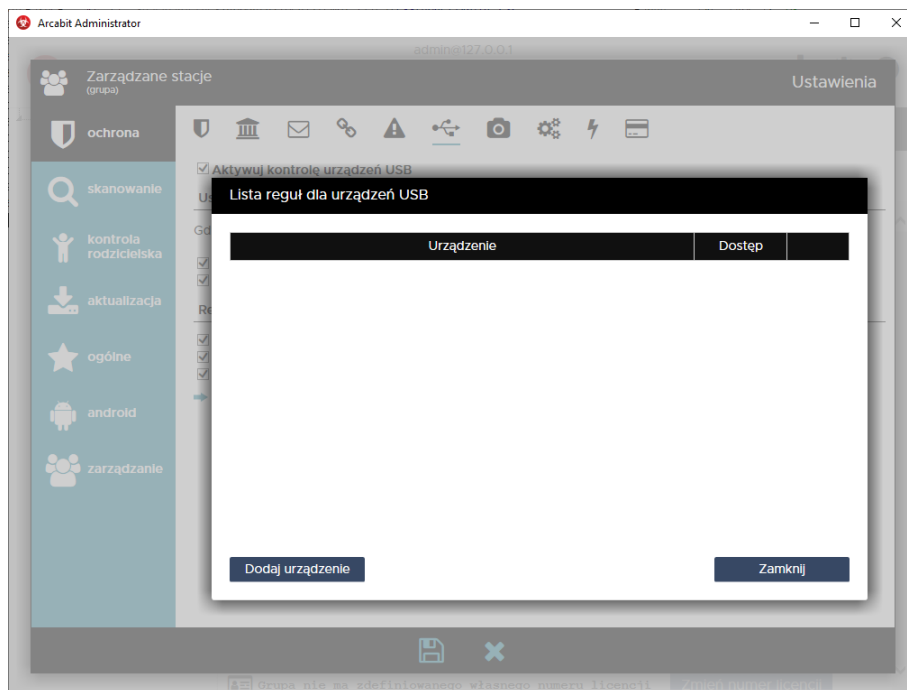 Arcabit Administrator
admin@127.0.0.1
Zarządzane stacje
(grupa)
Ustawienia
ochrona
skanowanie
kontrola
rodzicielska
aktualizacja
ogólne
android
zarządzanie
Aktywuj kontrolę urządzeń USB
Lista reguł dla urządzeń USB
Urządzenie
Dostęp
Dodaj urządzenie
Zamknij
Grupa nie ma zdefiniowanego własnego numeru licencji
Zmień numer licencji